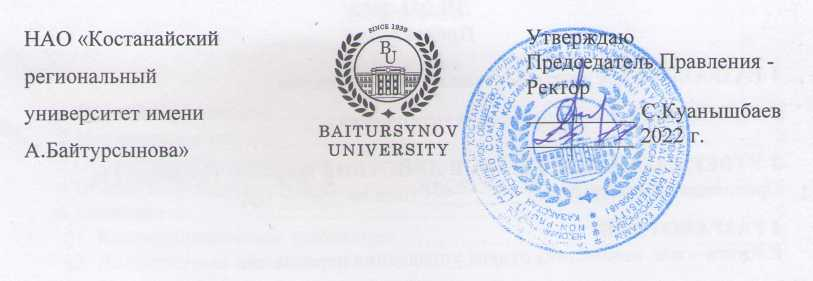 НАО «Костанайский
региональный
университет имени
А.Байтурсынова»
SINCE 1939
BU
BAITURSYNOV
UNIVERSITY
Утверждаю
Председатель Правления -
Ректор
С.Куанышбаев
2022 г.